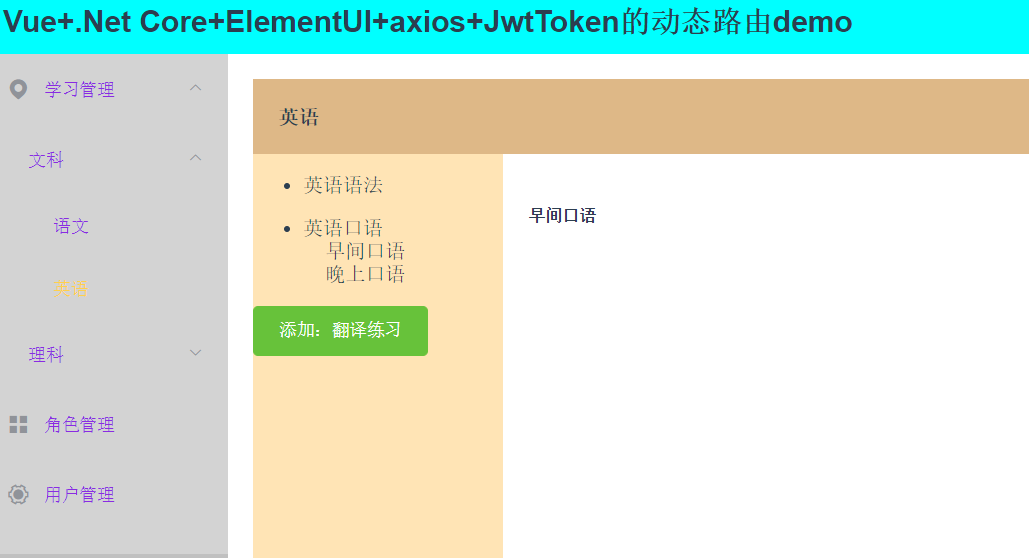 Vue+.Net Core+ElementUI+axios+JwtToken的动态路由demo
学习管理
文科
语文
英语
理科
角色管理
用户管理
英语
英语语法
英语口语
早间口语
晚上口语
添加：翻译练习
早间口语